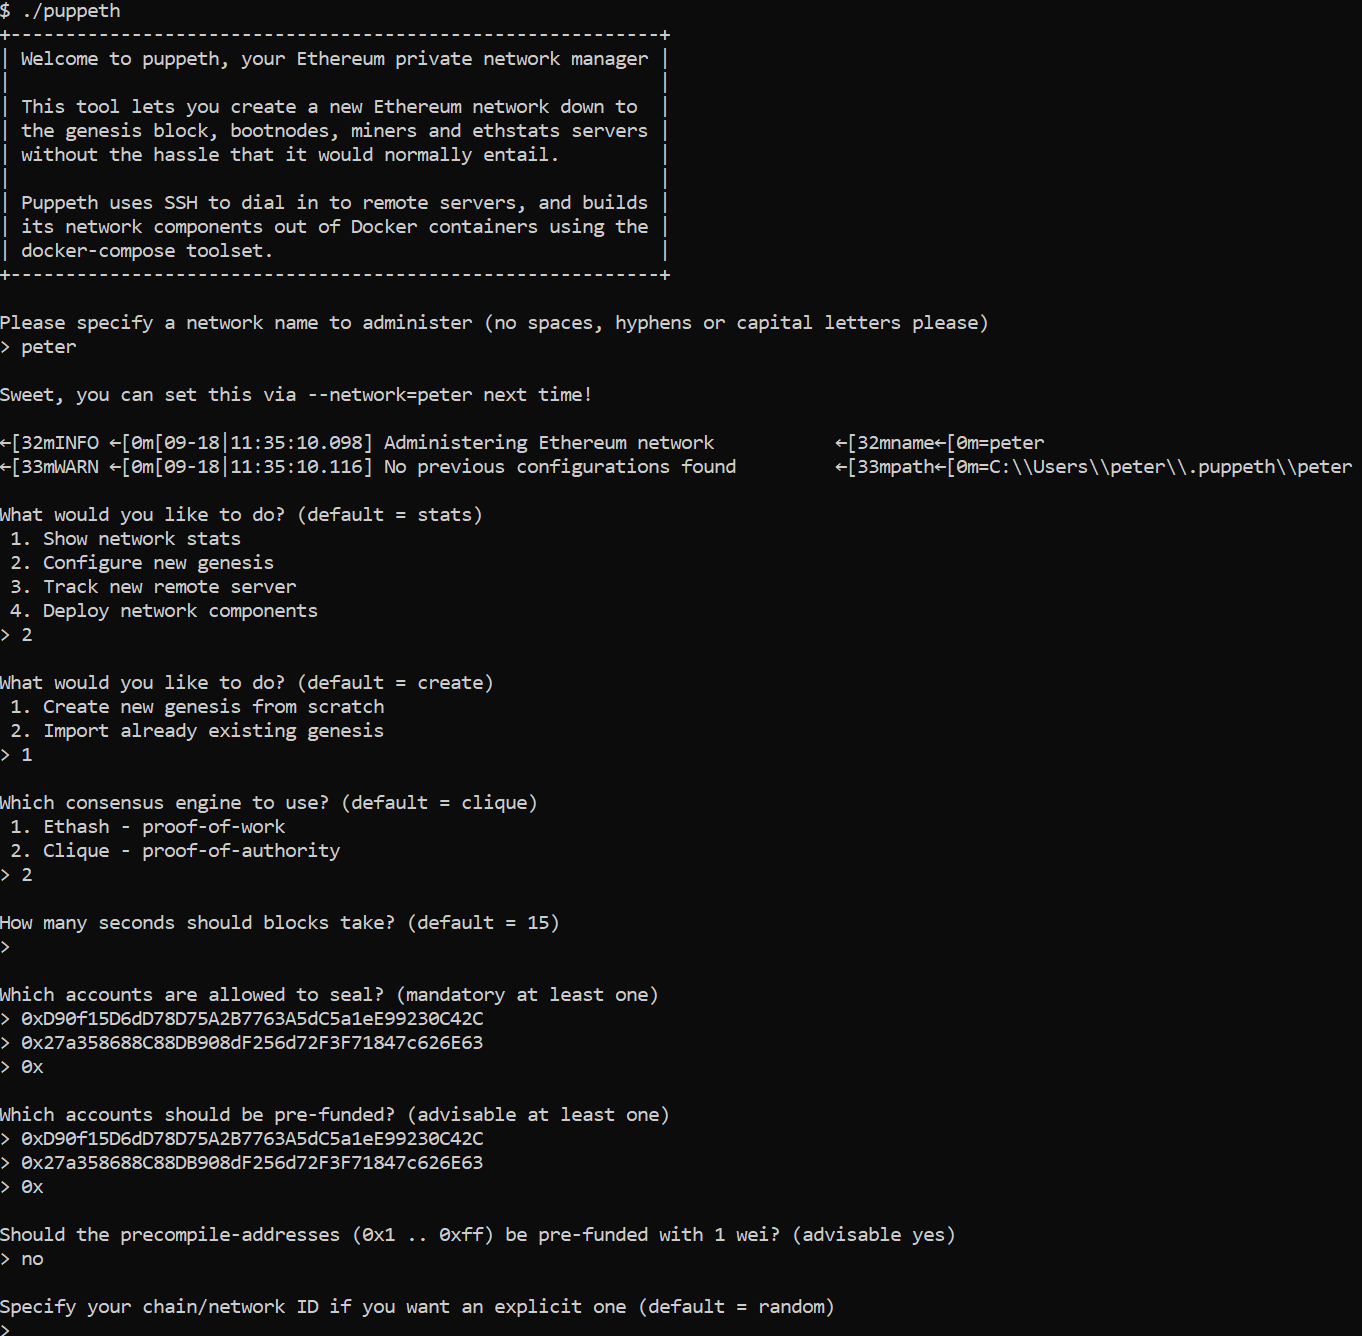 $ ./puppeth
+-----------------------------------------------------------+
| Welcome to puppeth, your Ethereum private network manager |
|                                                           |
| This tool lets you create a new Ethereum network down to  |
| the genesis block, bootnodes, miners and ethstats servers |
| without the hassle that it would normally entail.         |
|                                                           |
| Puppeth uses SSH to dial in to remote servers, and builds |
| its network components out of Docker containers using the |
| docker-compose toolset.                                   |
+-----------------------------------------------------------+
Please specify a network name to administer (no spaces, hyphens or capital letters please)
> peter
Sweet, you can set this via --network=peter next time!
←[32mINFO ←[0m[09-18|11:35:10.098] Administering Ethereum network           ←[32mname←[0m=peter
←[33mWARN ←[0m[09-18|11:35:10.116] No previous configurations found         ←[33mpath←[0m=C:\\Users\\peter\\.puppeth\\peter
What would you like to do? (default = stats)
 1. Show network stats
 2. Configure new genesis
 3. Track new remote server
 4. Deploy network components
> 2
What would you like to do? (default = create)
 1. Create new genesis from scratch
 2. Import already existing genesis
> 1
Which consensus engine to use? (default = clique)
 1. Ethash - proof-of-work
 2. Clique - proof-of-authority
> 2
How many seconds should blocks take? (default = 15)
>
Which accounts are allowed to seal? (mandatory at least one)
> 0xD90f15D6dD78D75A2B7763A5dC5a1eE99230C42C
> 0x27a358688C88DB908dF256d72F3F71847c626E63
> 0x
Which accounts should be pre-funded? (advisable at least one)
> 0xD90f15D6dD78D75A2B7763A5dC5a1eE99230C42C
> 0x27a358688C88DB908dF256d72F3F71847c626E63
> 0x
Should the precompile-addresses (0x1 .. 0xff) be pre-funded with 1 wei? (advisable yes)
> no
Specify your chain/network ID if you want an explicit one (default = random)
>